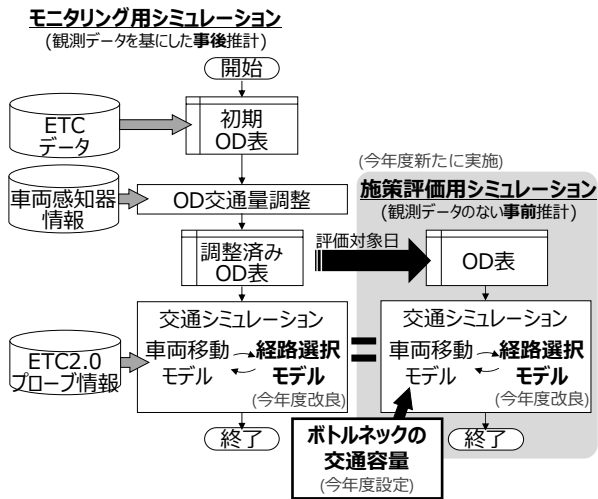 モニタリング用シミュレーション
(観測データを基にした事後推計)
開始
ETC
データ
初期
OD表
車両感知器
情報
OD交通量調整
調整済み
OD表
ETC2.0
プローブ情報
交通シミュレーション
車両移動
モデル
経路選択
モデル
(今年度改良)
終了
(今年度新たに実施)
施策評価用シミュレーション
(観測データのない事前推計)
評価対象日
OD表
=
交通シミュレーション
車両移動
モデル
経路選択
モデル
(今年度改良)
ボトルネックの
交通容量
(今年度設定)
終了